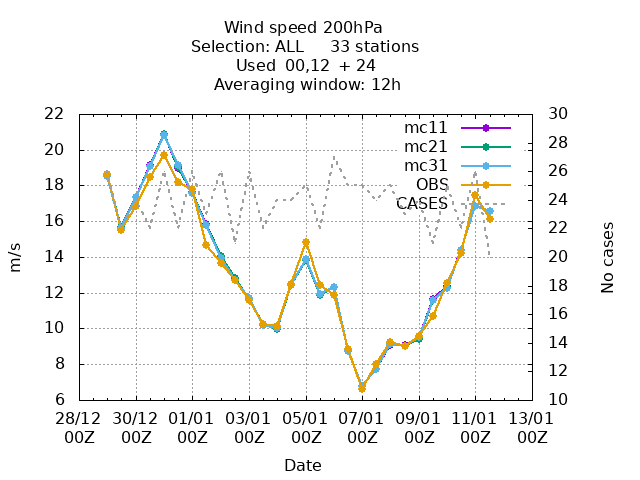 Wind speed 200hPa
Selection: ALL 33 stations
Used 00,12 + 24
Averaging window: 12h
22
20
18
16
14
12
10
8
6
m/s
30
28
26
24
22
20
18
16
14
12
10
No cases
mc11
mc21
mc31
OBS
CASES
28/12 30/12 01/01 03/01 05/01 07/01 09/01 11/01 13/01
00Z 00Z 00Z 00Z 00Z 00Z 00Z 00Z 00Z
Date